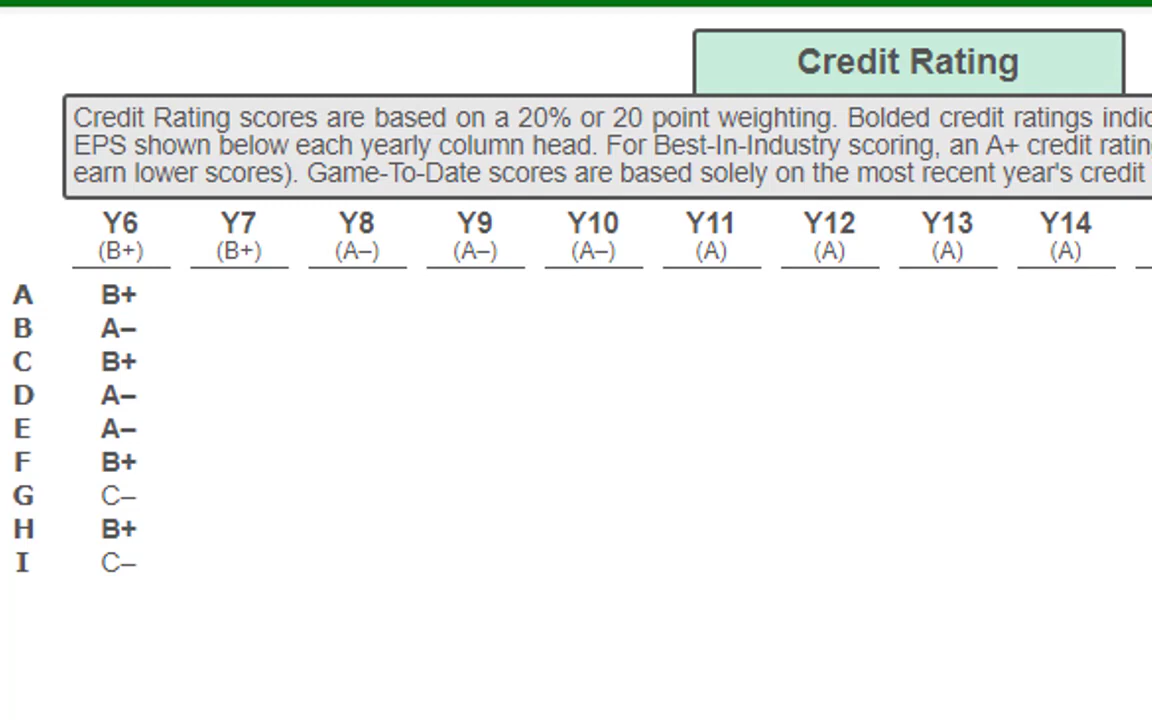 Credit Rating
Credit Rating scores are based on a 20% or 20 point weighting. Bolded credit ratings
EPS shown below each yearly column head. For Best-In-Industry scoring, an A+ credit
earn lower scores). Game-To-Date scores are based solely on the most recent year's credit
Y6 Y7 Y8 Y9 Y10 Y11 Y12 Y13 Y14
(B+) (B+) (A–) (A–) (A–) (A) (A) (A) (A)
A B+
B A–
C B+
D A–
E A–
F B+
G C–
H B+
I C–